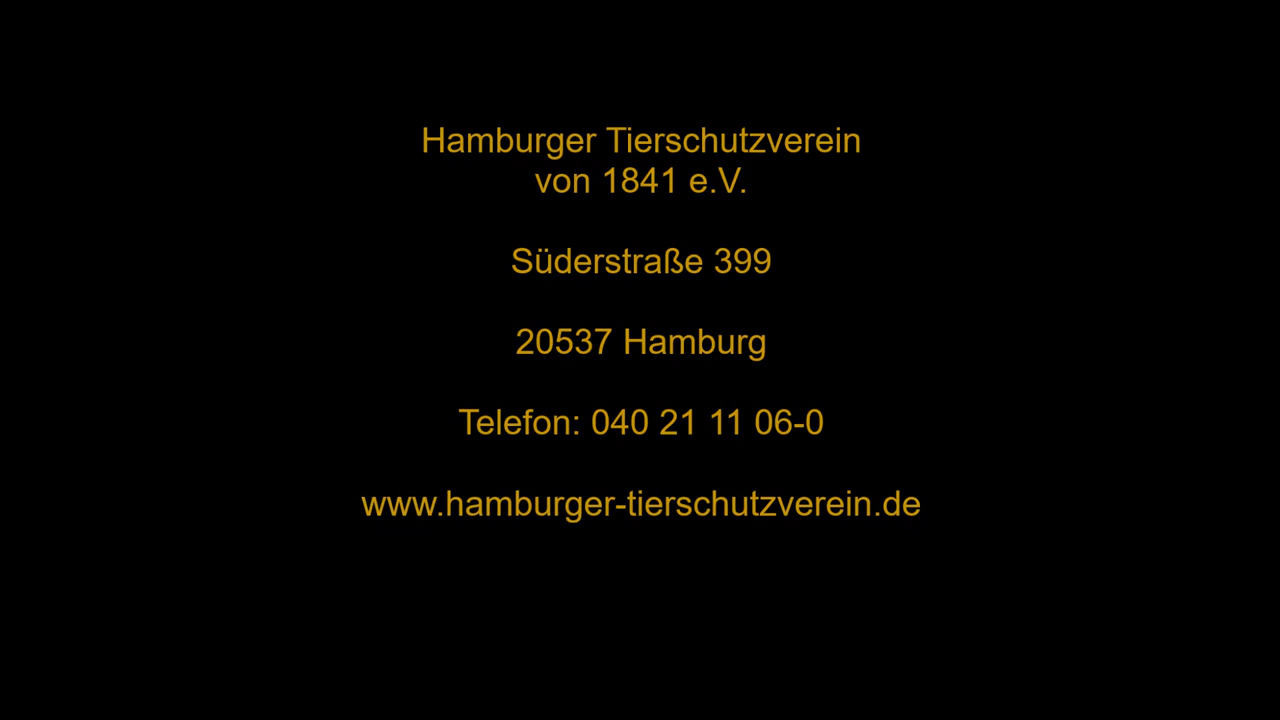 Hamburger Tierschutzverein
von 1841 e.V.
Süderstraße 399
20537 Hamburg
Telefon: 040 21 11 06-0
www.hamburger-tierschutzverein.de